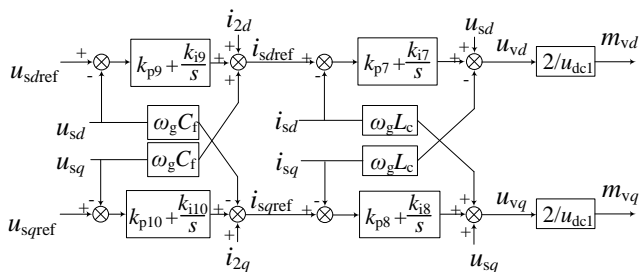 i2d usd
usdref + - kp9 + ki9/s + + + isdref + - kp7 + ki7/s + + - uvd 2/udc1 mvd
usd ωgCf isd ωgLc
usq ωgCf isq ωgLc
usqref + - kp10 + ki10/s + - + isqref + - kp8 + ki8/s + + + uvq 2/udc1 mvq
i2q usq